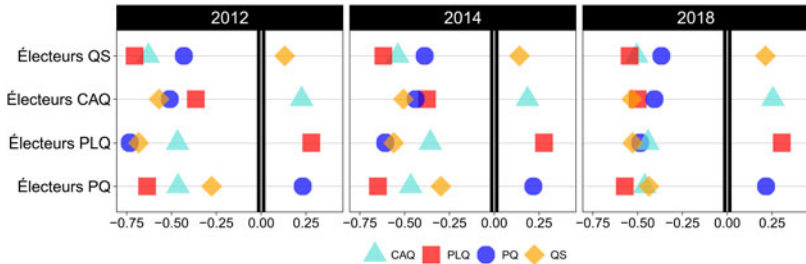 2012 2014 2018
Électeurs QS
Électeurs CAQ
Électeurs PLQ
Électeurs PQ
−0.75 −0.50 −0.25 0.00 0.25 −0.75 −0.50 −0.25 0.00 0.25 −0.75 −0.50 −0.25 0.00 0.25
CAQ PLQ PQ QS